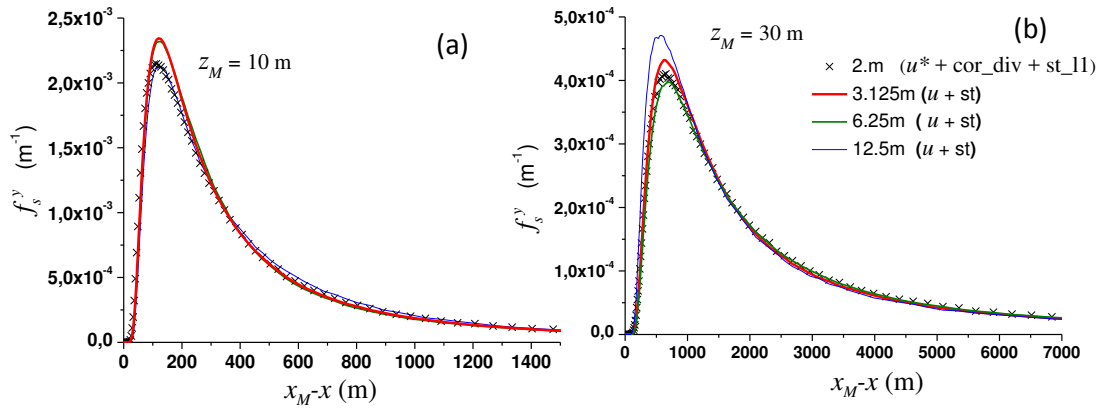 (a)
z_M = 10 m
2,5x10⁻³
2,0x10⁻³
1,5x10⁻³
1,0x10⁻³
5,0x10⁻⁴
0,0
f_s^y (m⁻¹)
0 200 400 600 800 1000 1200 1400
x_M-x (m)
(b)
z_M = 30 m
× 2.m (u* + cor_div + st_l1)
3.125m (u + st)
6.25m ( u + st)
12.5m (u + st)
5,0x10⁻⁴
4,0x10⁻⁴
3,0x10⁻⁴
2,0x10⁻⁴
1,0x10⁻⁴
0,0
f_s^y (m⁻¹)
0 1000 2000 3000 4000 5000 6000 7000
x_M-x (m)